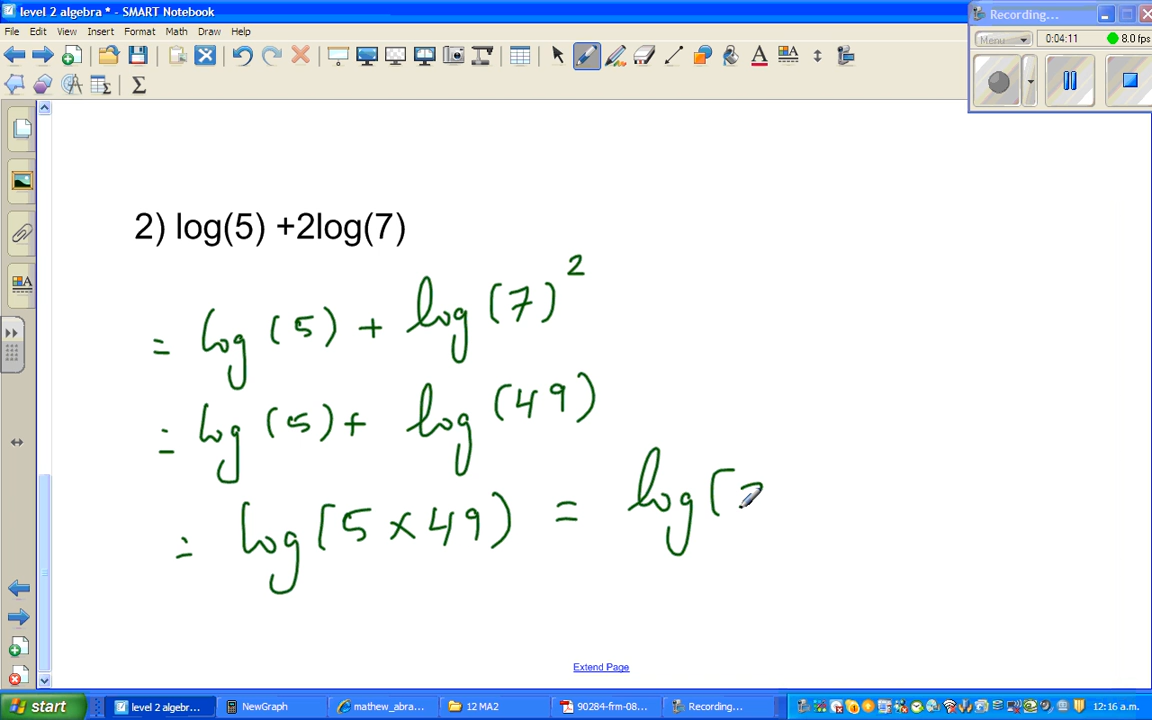 level 2 algebra * - SMART Notebook
Recording...
File Edit View Insert Format Math Draw Help
Menu
0:04:11
8.0 fps
2) log(5) +2log(7)
= log(5) + log(7)²
= log(5) + log(49)
= log(5 × 49) = log(2
Extend Page
start
level 2 algebr...
NewGraph
mathew_abra...
12 MA2
90284-frm-08...
Recording...
12:16 a.m.